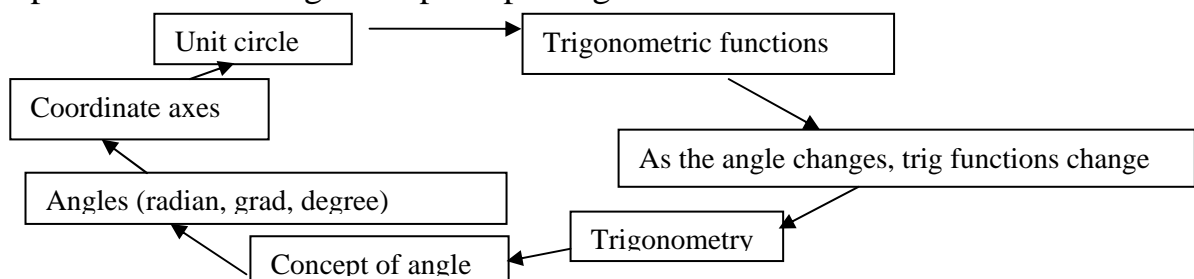 Unit circle
Trigonometric functions
Coordinate axes
As the angle changes, trig functions change
Angles (radian, grad, degree)
Trigonometry
Concept of angle